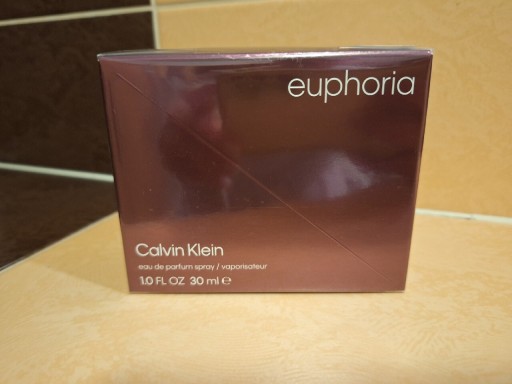 euphoria
Calvin Klein
eau de parfum spray / vaporisateur
1.0 FL OZ 30 ml ℮